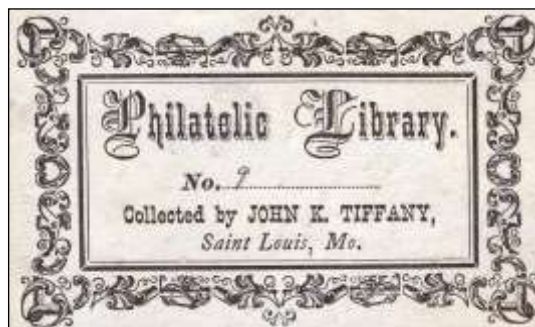 Philatelic Library.
No. 9
Collected by JOHN K. TIFFANY,
Saint Louis, Mo.